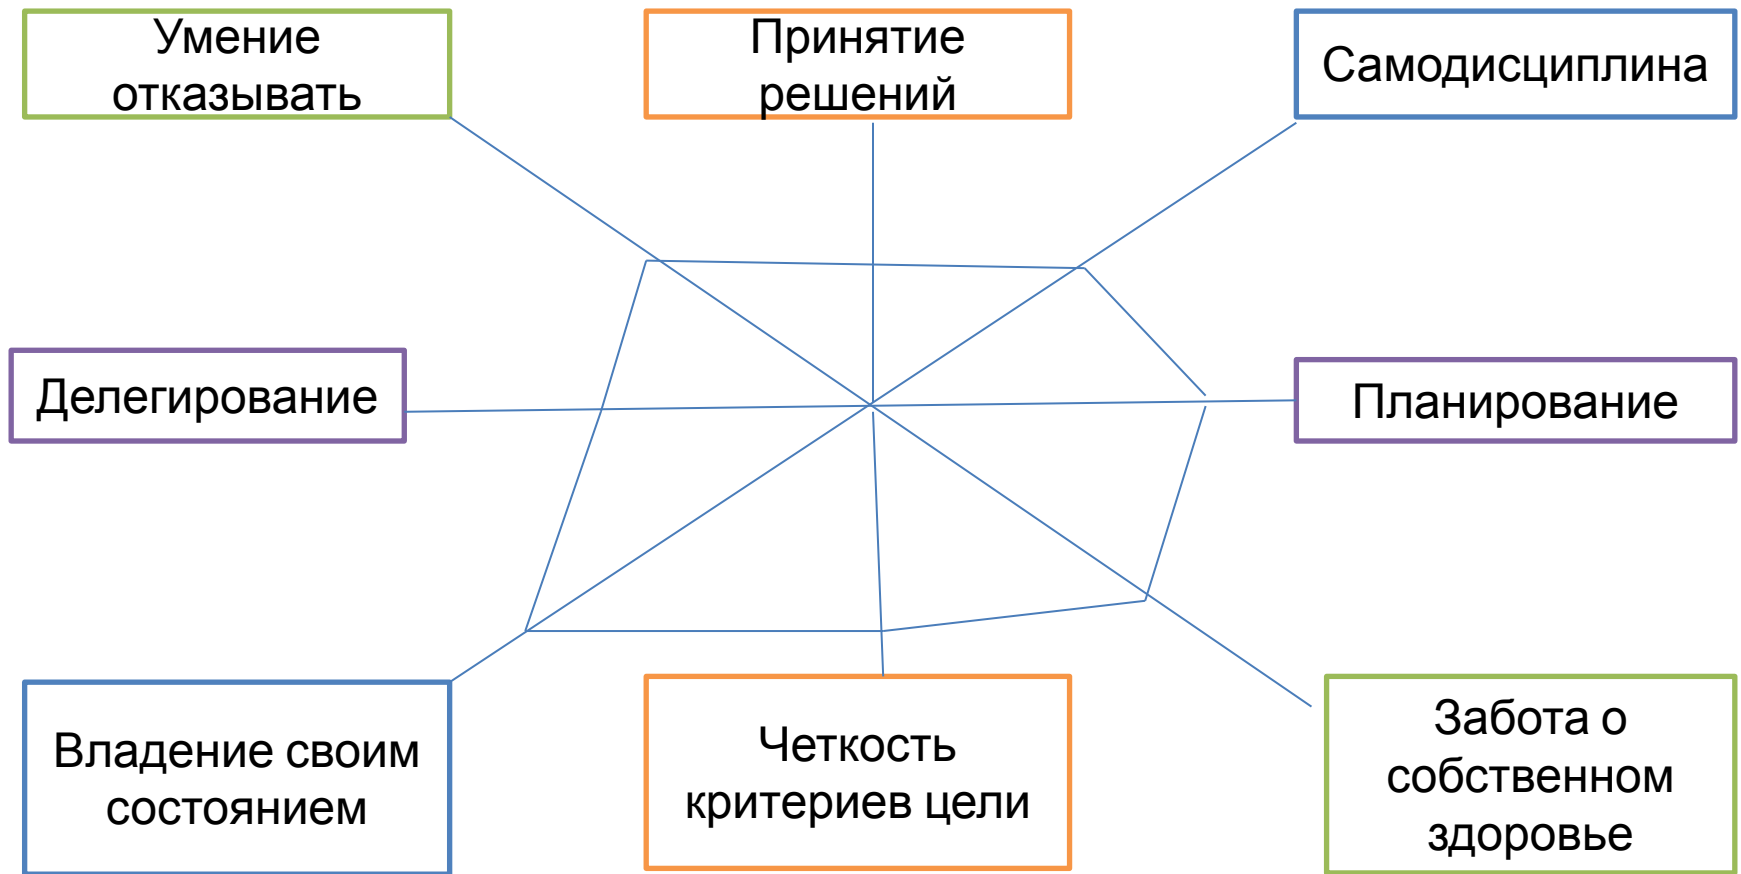 Умение
отказывать
Принятие
решений
Самодисциплина
Делегирование
Планирование
Владение своим
состоянием
Четкость
критериев цели
Забота о
собственном
здоровье